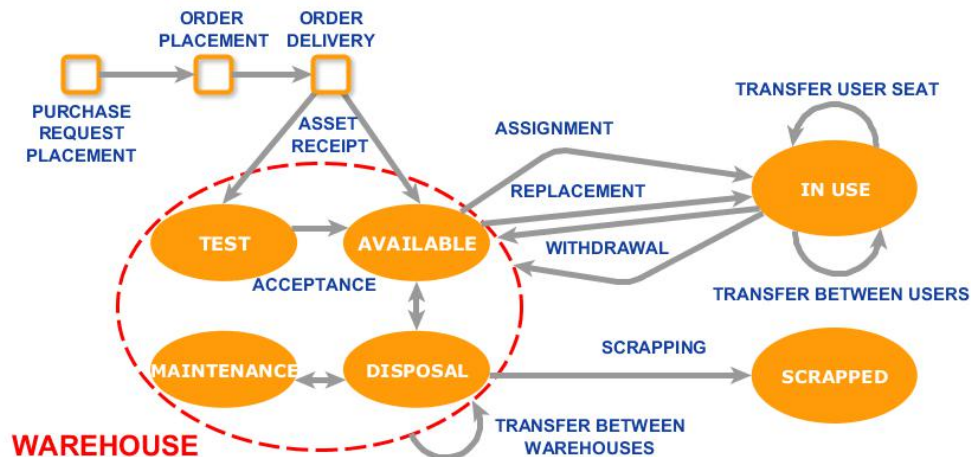 ORDER
PLACEMENT
ORDER
DELIVERY
PURCHASE
REQUEST
PLACEMENT
ASSET
RECEIPT
ASSIGNMENT
TRANSFER USER SEAT
REPLACEMENT
IN USE
TEST
AVAILABLE
WITHDRAWAL
ACCEPTANCE
TRANSFER BETWEEN USERS
SCRAPPING
MAINTENANCE
DISPOSAL
SCRAPPED
TRANSFER BETWEEN
WAREHOUSES
WAREHOUSE